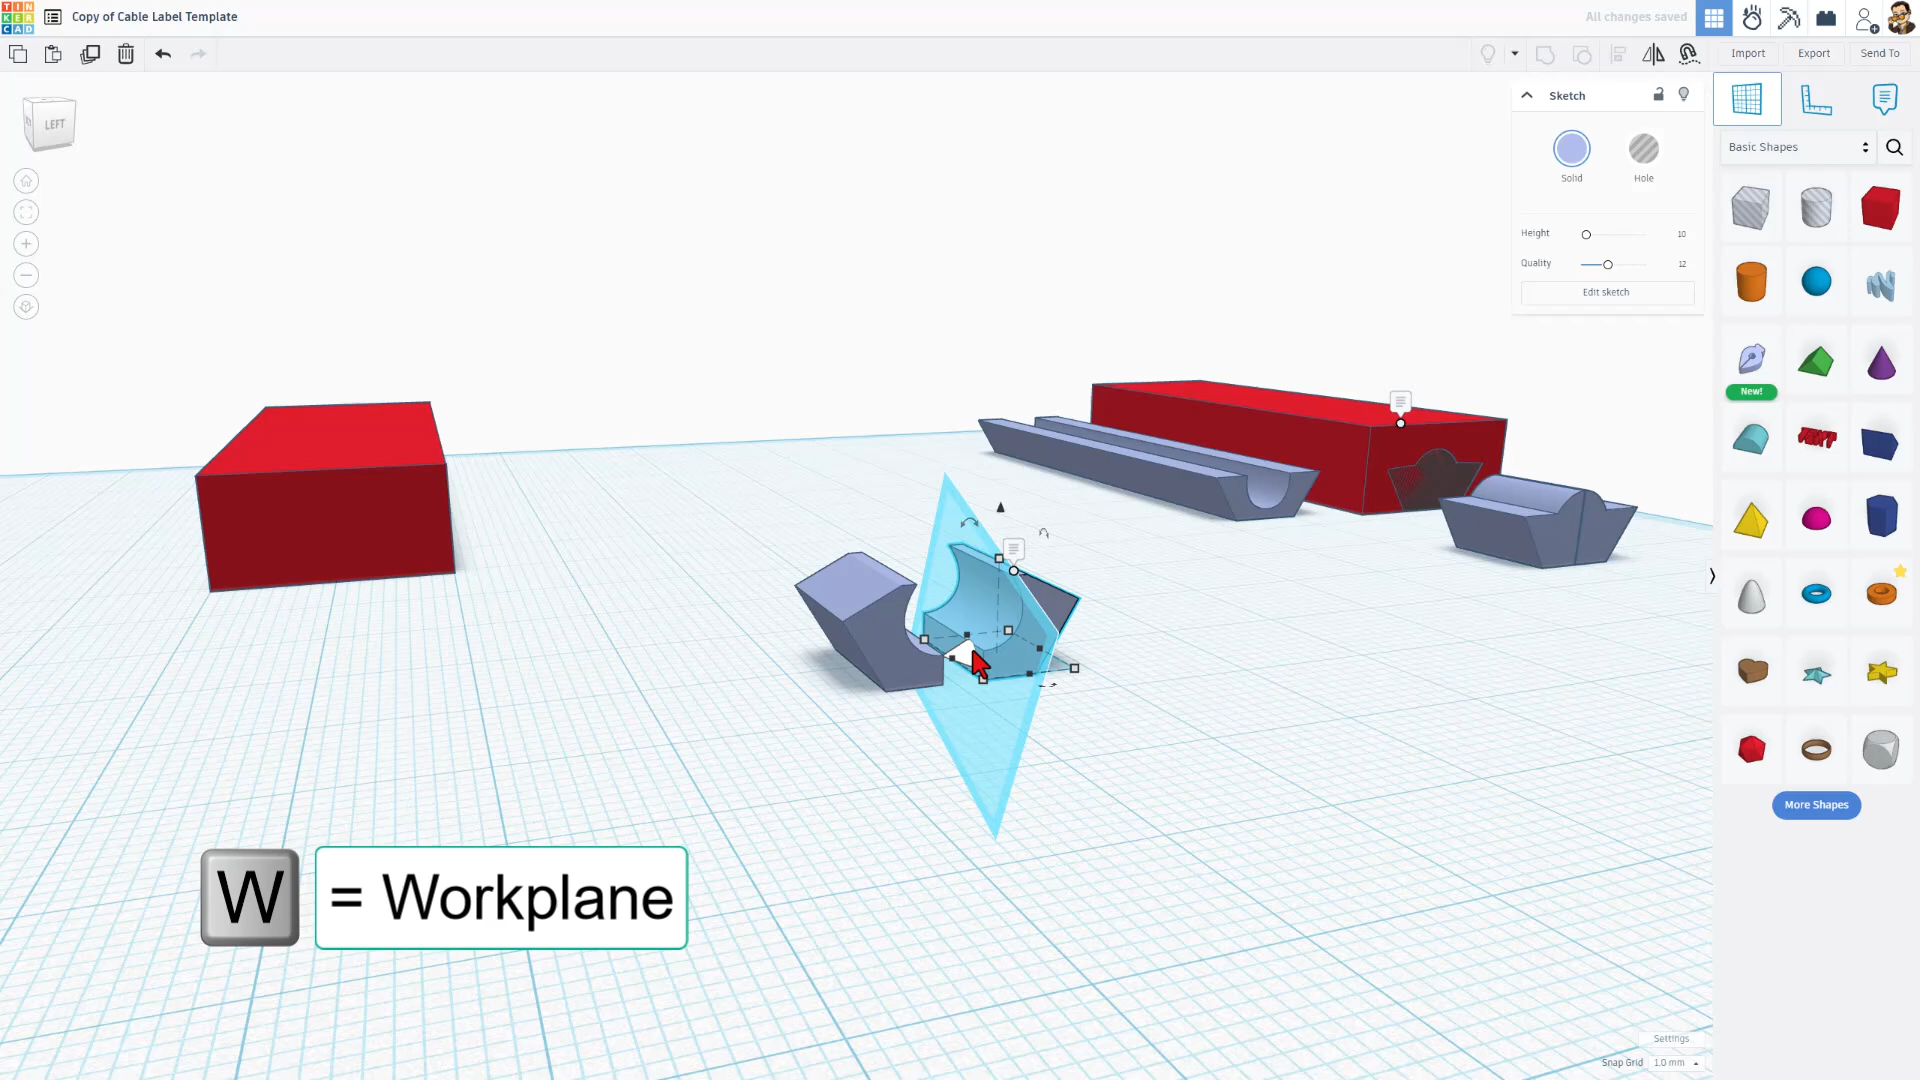 TIN
KER
CAD
Copy of Cable Label Template
All changes saved
Import
Export
Send To
LEFT
Sketch
Solid
Hole
Height
10
Quality
12
Edit sketch
Basic Shapes
New!
TEXT
More Shapes
W
= Workplane
Settings
Snap Grid
1.0 mm